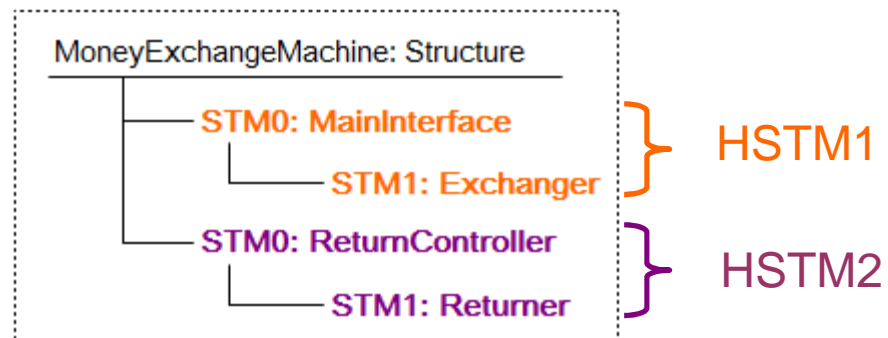 MoneyExchangeMachine: Structure
STM0: MainInterface
STM1: Exchanger
HSTM1
STM0: ReturnController
STM1: Returner
HSTM2